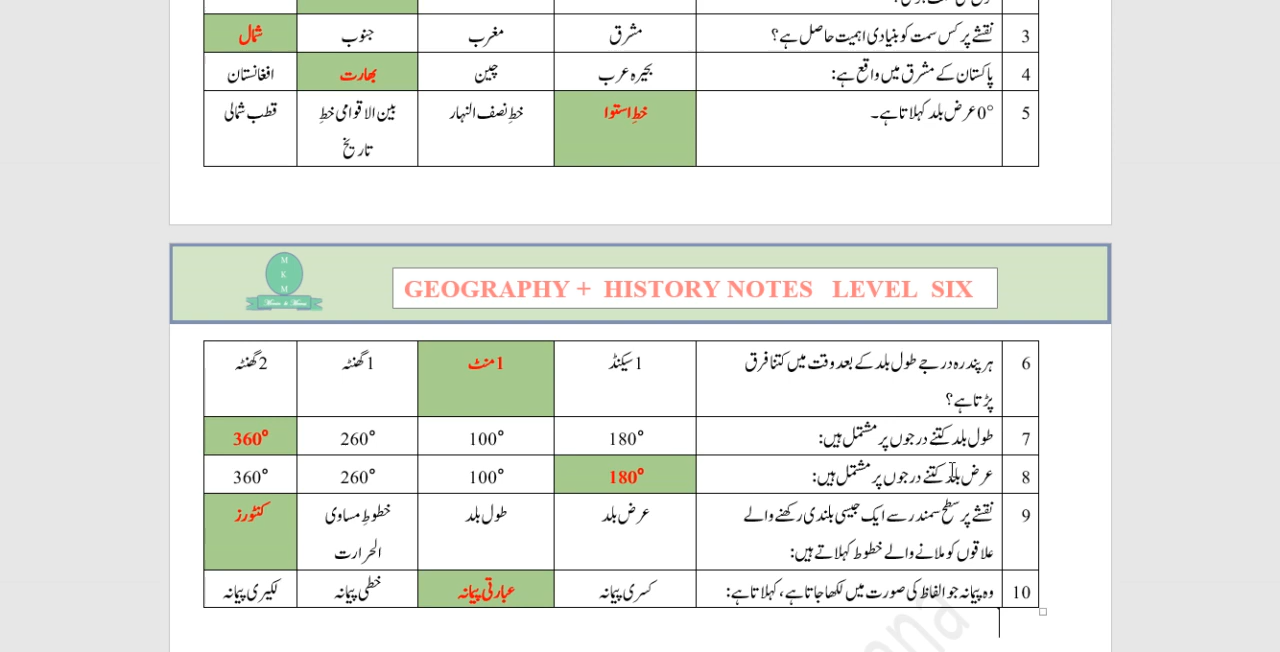 3 نقشے پر کس سمت کو بنیادی اہمیت حاصل ہے؟ مشرق مغرب جنوب شمال
4 پاکستان کے مشرق میں واقع ہے: بحیرہ عرب چین بھارت افغانستان
5 0° عرض بلد کہلاتا ہے۔ خطِ استوا خطِ نصف النہار بین الاقوامی خطِ قطب شمالی
تاریخ
M
K
M
GEOGRAPHY + HISTORY NOTES LEVEL SIX
6 ہر پندرہ درجے طول بلد کے بعد وقت میں کتنا فرق 1 سیکنڈ 1 منٹ 1 گھنٹہ 2 گھنٹہ
پڑتا ہے؟
7 طول بلد کتنے درجوں پر مشتمل ہیں: 180° 100° 260° 360°
8 عرض بلد کتنے درجوں پر مشتمل ہیں: 180° 100° 260° 360°
9 نقشے پر سطح سمندر سے ایک جیسی بلندی رکھنے والے عرض بلد طول بلد خطوطِ مساوی کنٹورز
علاقوں کو ملانے والے خطوط کہلاتے ہیں: الحرارت
10 وہ پیمانہ جو الفاظ کی صورت میں لکھا جاتا ہے، کہلاتا ہے: کسری پیمانہ عبارتی پیمانہ خطی پیمانہ لکیری پیمانہ